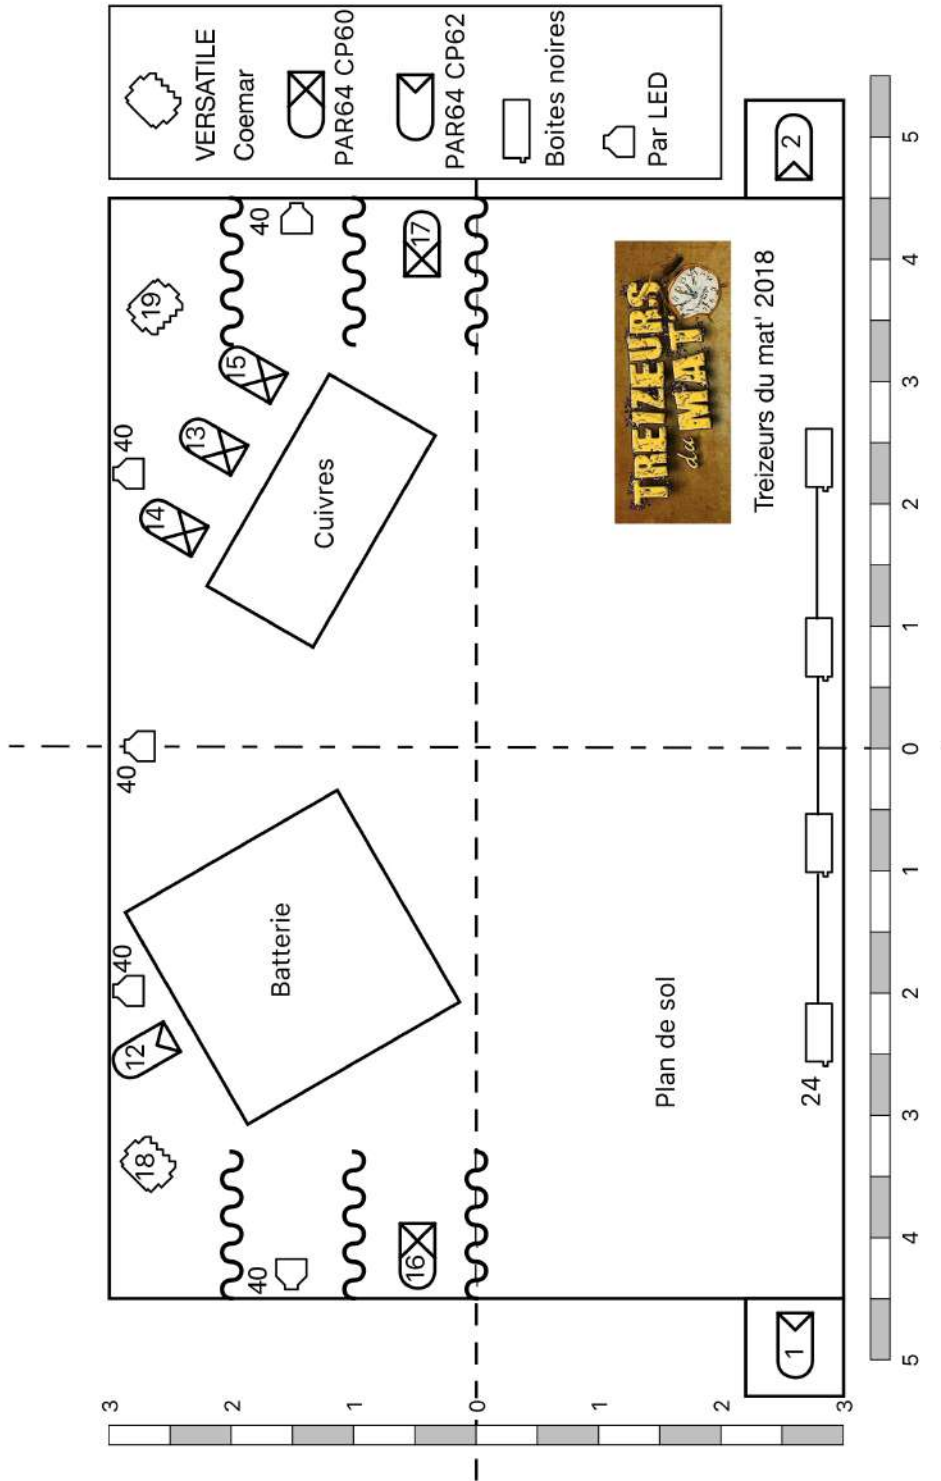 3
2
1
0
1
2
3
40
40
40
12
18
14
13
15
19
40
40
16
17
Batterie
Cuivres
VERSATILE
Coemar
PAR64 CP60
PAR64 CP62
Boites noires
Par LED
TREIZEURS
du MAT'
Plan de sol
Treizeurs du mat' 2018
1
24
2
5 4 3 2 1 0 1 2 3 4 5